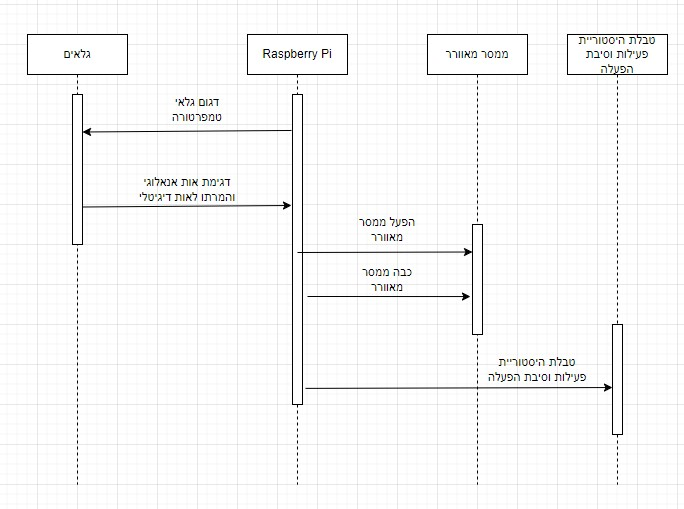 גלאים
Raspberry Pi
ממסר מאוורר
טבלת היסטוריית
פעילות וסיבת
הפעלה
דגום גלאי
טמפרטורה
דגימת אות אנאלוגי
והמרתו לאות דיגיטלי
הפעל ממסר
מאוורר
כבה ממסר
מאוורר
טבלת היסטוריית
פעילות וסיבת הפעלה